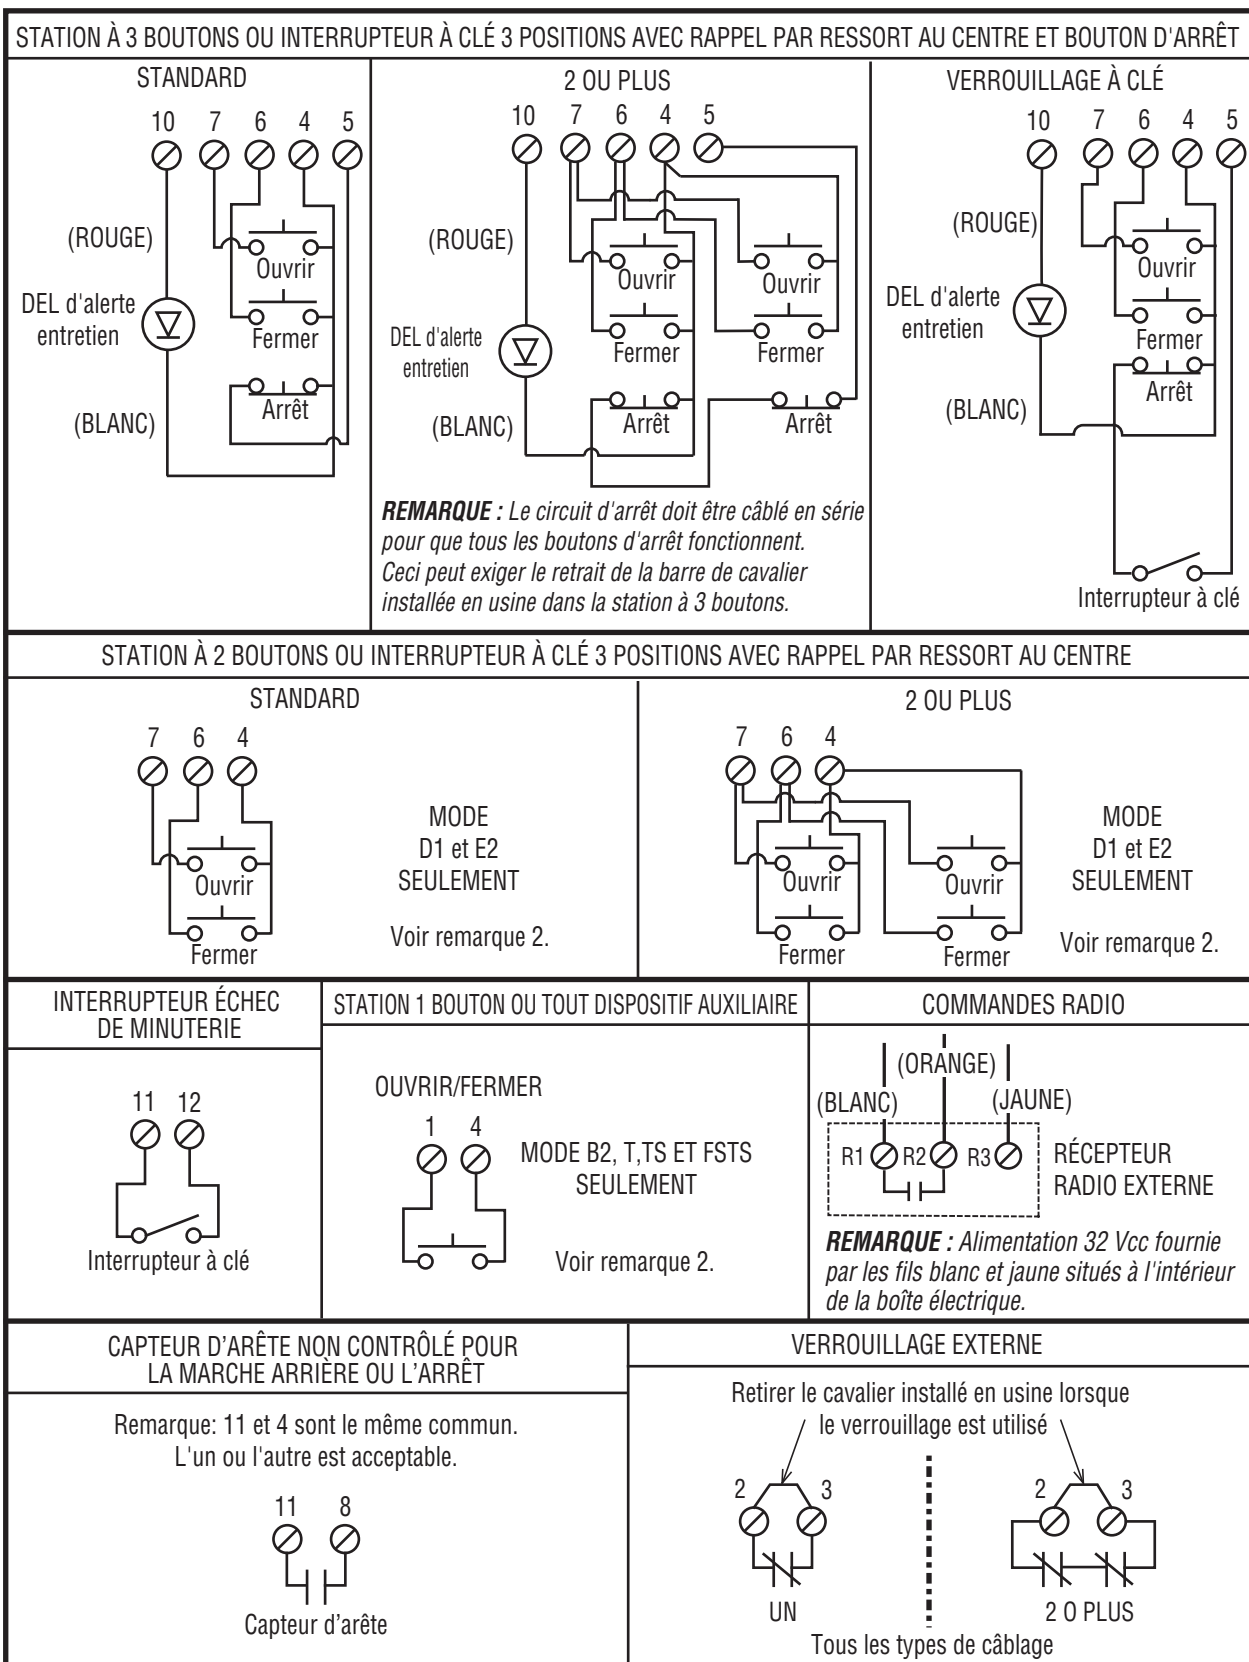 STATION À 3 BOUTONS OU INTERRUPTEUR À CLÉ 3 POSITIONS AVEC RAPPEL PAR RESSORT AU CENTRE ET BOUTON D'ARRÊT
STANDARD
10 7 6 4 5
(ROUGE)
Ouvrir
DEL d'alerte
entretien
Fermer
(BLANC)
Arrêt
2 OU PLUS
10 7 6 4 5
(ROUGE)
Ouvrir
Ouvrir
DEL d'alerte
entretien
Fermer
Fermer
(BLANC)
Arrêt
Arrêt
REMARQUE : Le circuit d'arrêt doit être câblé en série
pour que tous les boutons d'arrêt fonctionnent.
Ceci peut exiger le retrait de la barre de cavalier
installée en usine dans la station à 3 boutons.
VERROUILLAGE À CLÉ
10 7 6 4 5
(ROUGE)
Ouvrir
DEL d'alerte
entretien
Fermer
Arrêt
(BLANC)
Interrupteur à clé
STATION À 2 BOUTONS OU INTERRUPTEUR À CLÉ 3 POSITIONS AVEC RAPPEL PAR RESSORT AU CENTRE
STANDARD
7 6 4
Ouvrir
Fermer
MODE
D1 et E2
SEULEMENT
Voir remarque 2.
2 OU PLUS
7 6 4
Ouvrir
Ouvrir
Fermer
Fermer
MODE
D1 et E2
SEULEMENT
Voir remarque 2.
INTERRUPTEUR ÉCHEC
DE MINUTERIE
11 12
Interrupteur à clé
STATION 1 BOUTON OU TOUT DISPOSITIF AUXILIAIRE
OUVRIR/FERMER
1 4
MODE B2, T,TS ET FSTS
SEULEMENT
Voir remarque 2.
COMMANDES RADIO
(ORANGE)
(BLANC)
(JAUNE)
R1 R2 R3
RÉCEPTEUR
RADIO EXTERNE
REMARQUE : Alimentation 32 Vcc fournie
par les fils blanc et jaune situés à l'intérieur
de la boîte électrique.
CAPTEUR D'ARÊTE NON CONTRÔLÉ POUR
LA MARCHE ARRIÈRE OU L'ARRÊT
Remarque: 11 et 4 sont le même commun.
L'un ou l'autre est acceptable.
11 8
Capteur d'arête
VERROUILLAGE EXTERNE
Retirer le cavalier installé en usine lorsque
le verrouillage est utilisé
2 3
UN
2 3
2 O PLUS
Tous les types de câblage